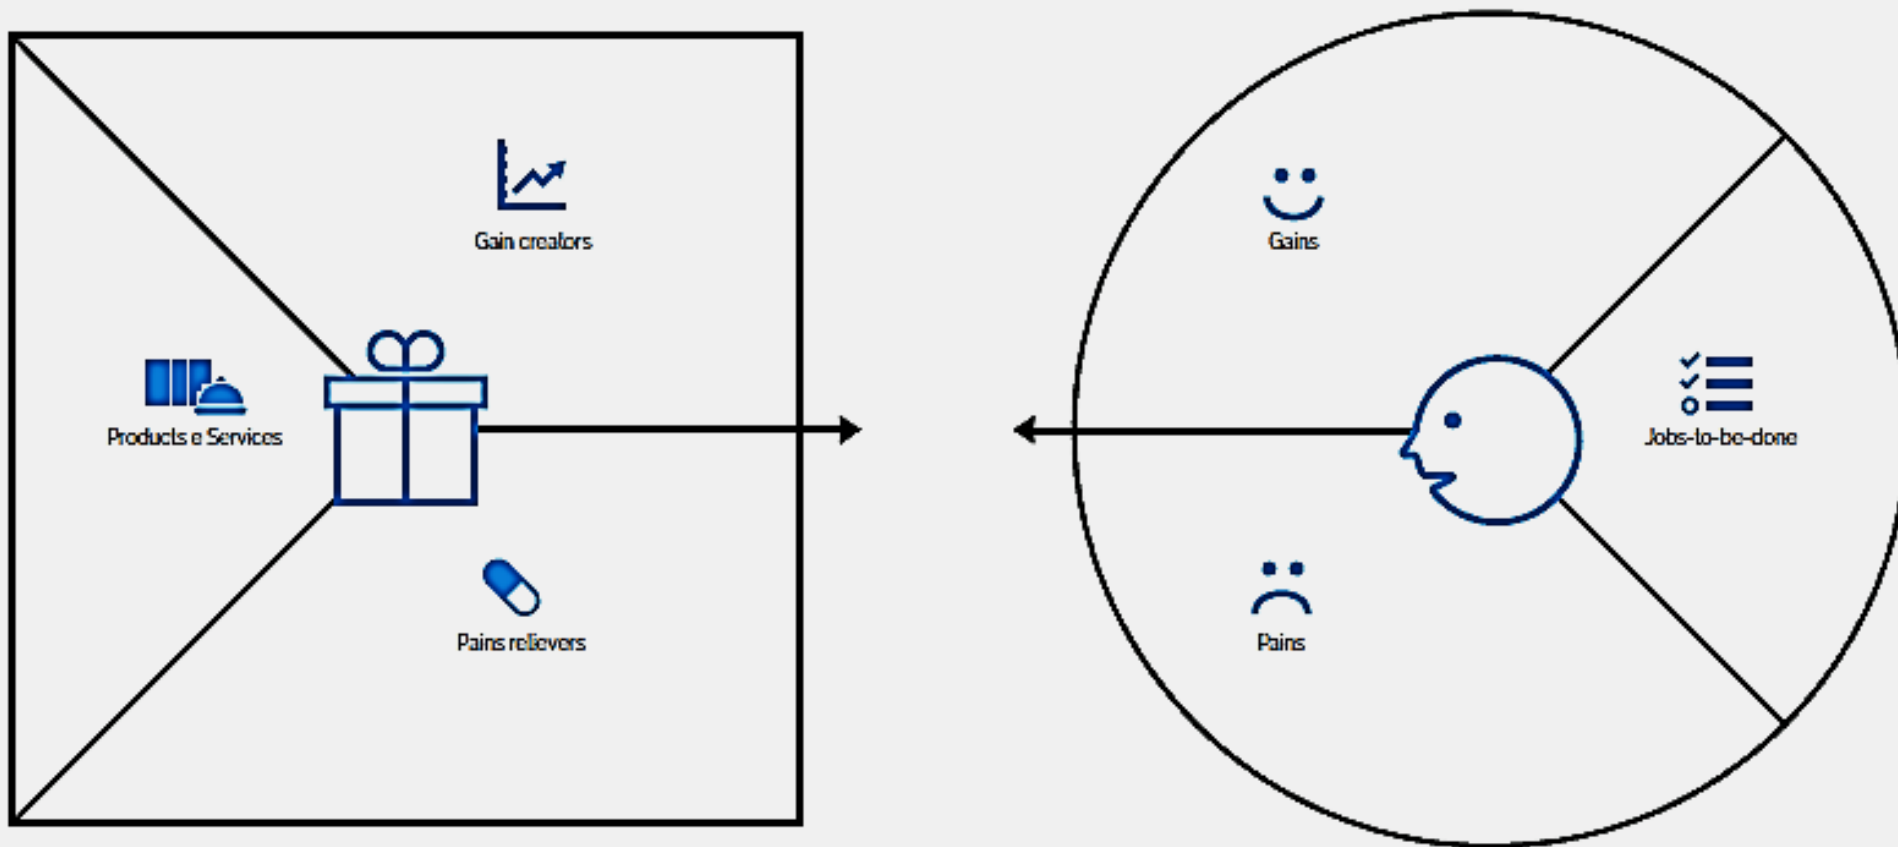 Gain creators
Products e Services
Pains relievers
Gains
Jobs-to-be-done
Pains